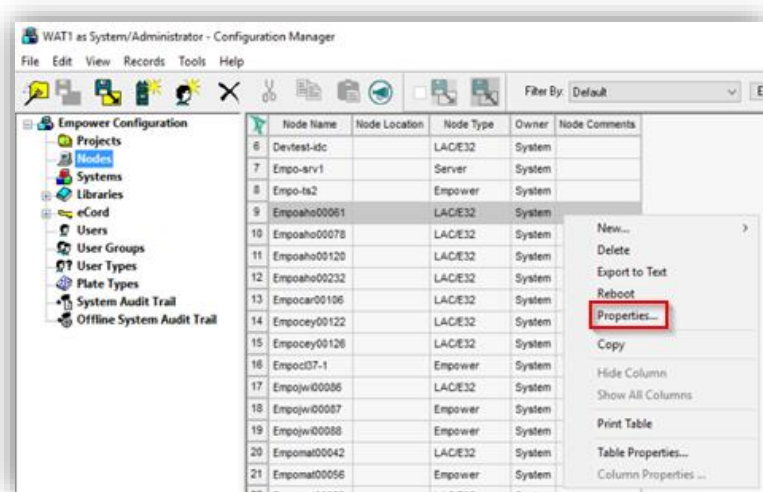 WAT1 as System/Administrator - Configuration Manager
File Edit View Records Tools Help
Filter By: Default E
Empower Configuration
Projects
Nodes
Systems
Libraries
eCord
Users
User Groups
User Types
Plate Types
System Audit Trail
Offline System Audit Trail
Node Name Node Location Node Type Owner Node Comments
6 Devtest-idc LAC/E32 System
7 Empo-srv1 Server System
8 Empo-ts2 Empower System
9 Empoaho00061 LAC/E32 System
10 Empoaho00078 LAC/E32 System
11 Empoaho00120 LAC/E32 System
12 Empoaho00232 LAC/E32 System
13 Empocar00106 LAC/E32 System
14 Empocey00122 LAC/E32 System
15 Empocey00126 LAC/E32 System
16 Empocl37-1 Empower System
17 Empojwi00086 LAC/E32 System
18 Empojwi00087 Empower System
19 Empojwi00088 Empower System
20 Empomat00042 LAC/E32 System
21 Empomat00056 Empower System
New...
Delete
Export to Text
Reboot
Properties...
Copy
Hide Column
Show All Columns
Print Table
Table Properties...
Column Properties ...